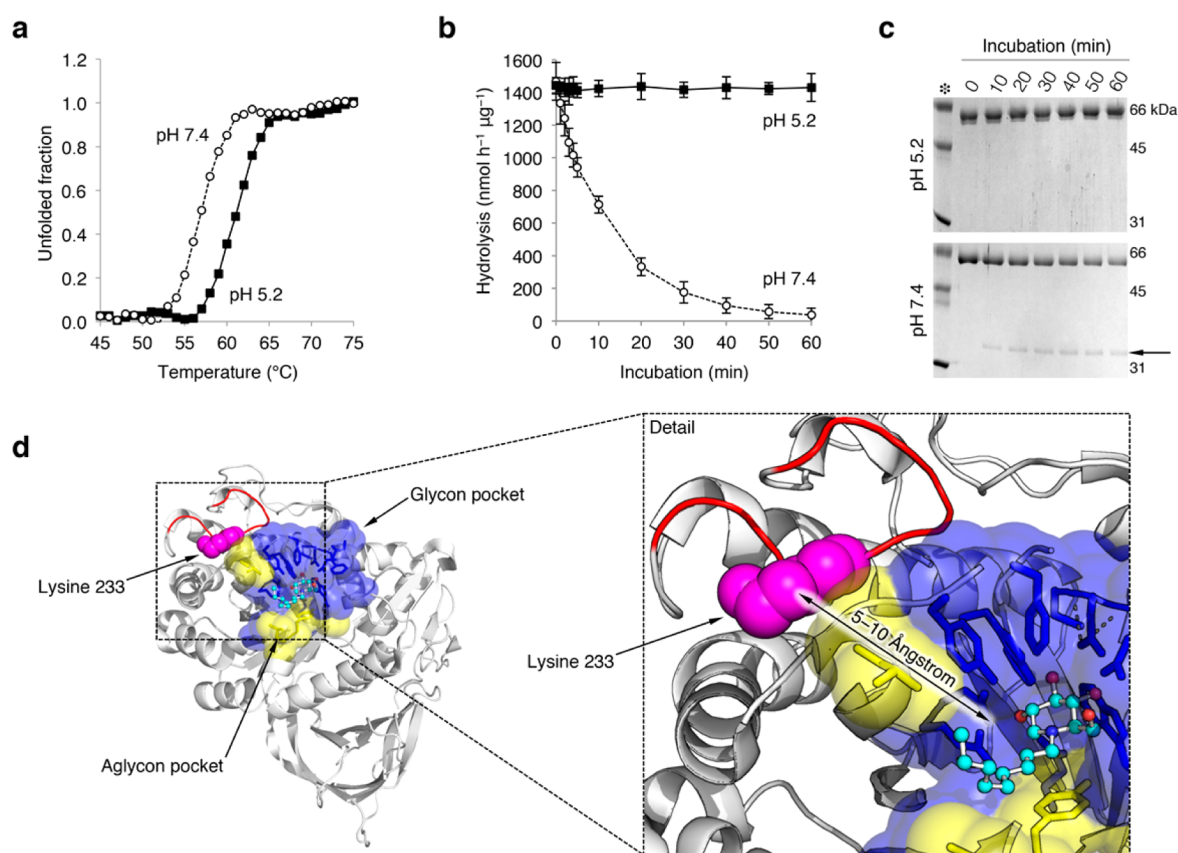 a
1.2
1.0
0.8
0.6
0.4
0.2
0.0
Unfolded fraction
pH 7.4
pH 5.2
45 50 55 60 65 70 75
Temperature (°C)
b
1600
1400
1200
1000
800
600
400
200
0
Hydrolysis (nmol h⁻¹ µg⁻¹)
pH 5.2
pH 7.4
0 10 20 30 40 50 60
Incubation (min)
c
Incubation (min)
* 0 10 20 30 40 50 60
pH 5.2
66 kDa
45
31
pH 7.4
66
45
31
d
Glycon pocket
Lysine 233
Aglycon pocket
Detail
5–10 Ångstrom
Lysine 233